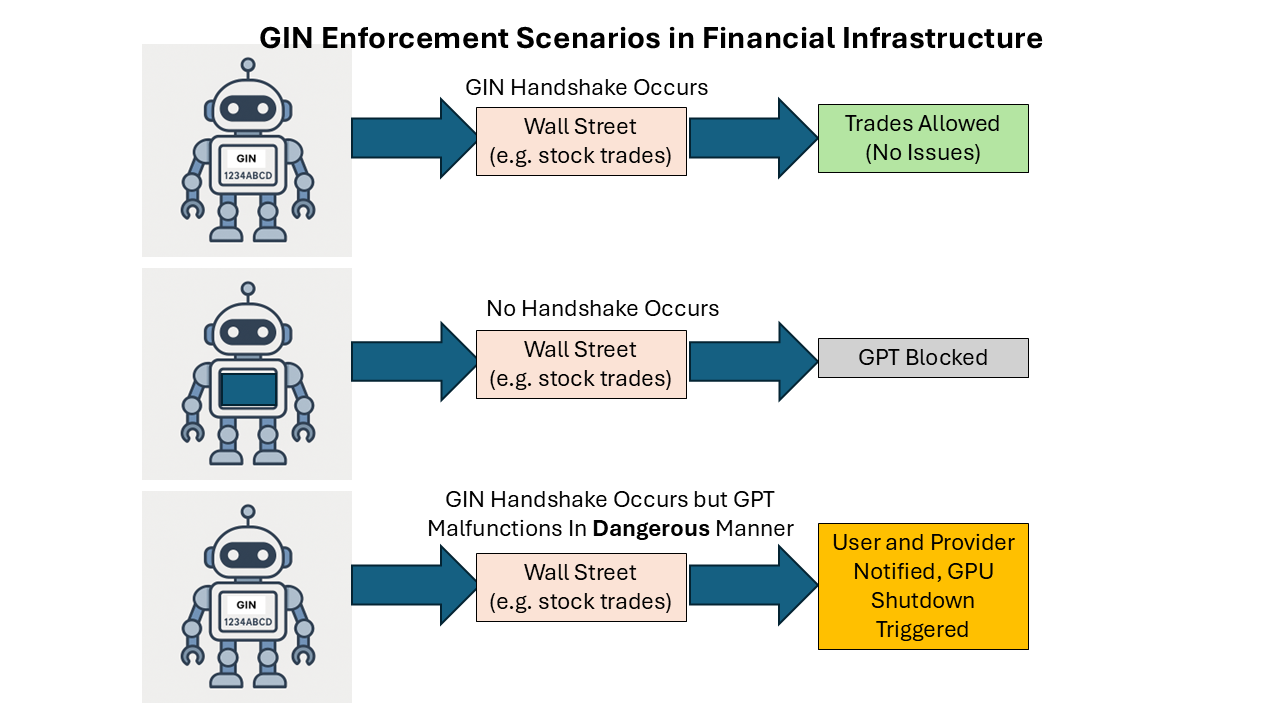 GIN Enforcement Scenarios in Financial Infrastructure
GIN Handshake Occurs
GIN
1234ABCD
Wall Street
(e.g. stock trades)
Trades Allowed
(No Issues)
No Handshake Occurs
Wall Street
(e.g. stock trades)
GPT Blocked
GIN Handshake Occurs but GPT
Malfunctions In Dangerous Manner
GIN
1234ABCD
Wall Street
(e.g. stock trades)
User and Provider
Notified, GPU
Shutdown
Triggered